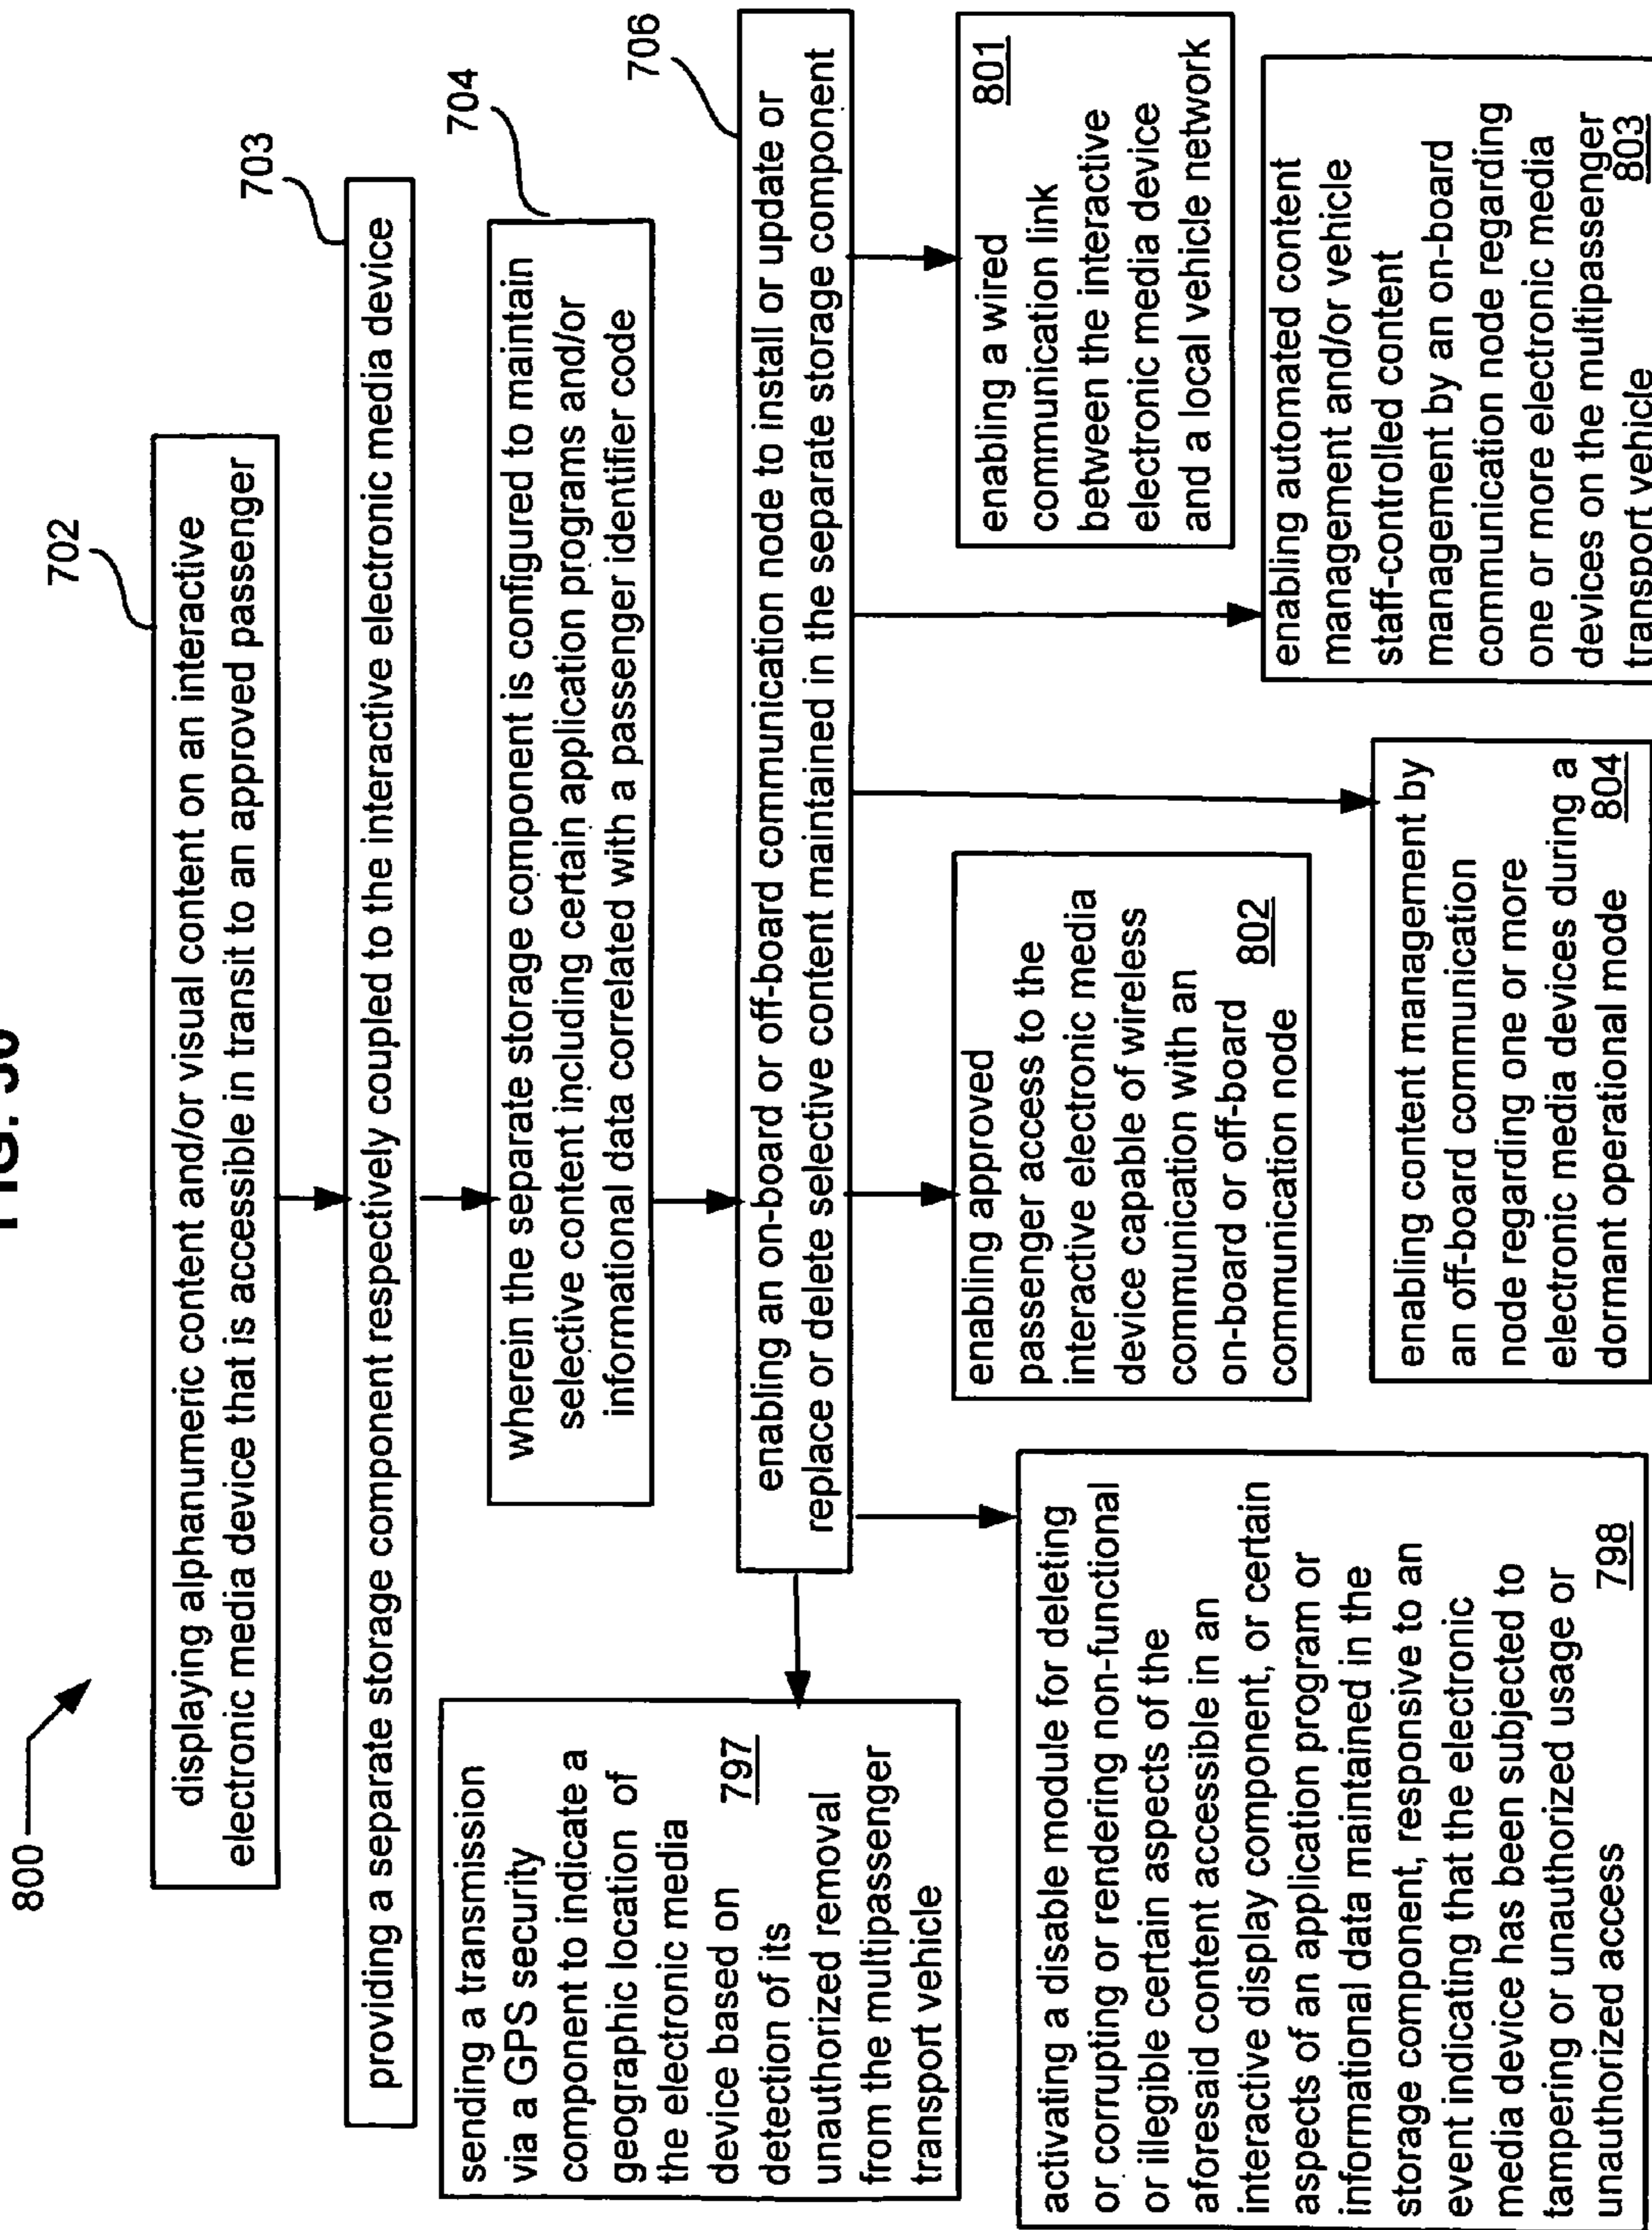 800
702
displaying alphanumeric content and/or visual content on an interactive
electronic media device that is accessible in transit to an approved passenger
703
providing a separate storage component respectively coupled to the interactive electronic media device
704
wherein the separate storage component is configured to maintain
selective content including certain application programs and/or
informational data correlated with a passenger identifier code
706
enabling an on-board or off-board communication node to install or update or
replace or delete selective content maintained in the separate storage component
sending a transmission
via a GPS security
component to indicate a
geographic location of
the electronic media
device based on 797
detection of its
unauthorized removal
from the multipassenger
transport vehicle
activating a disable module for deleting
or corrupting or rendering non-functional
or illegible certain aspects of the
aforesaid content accessible in an
interactive display component, or certain
aspects of an application program or
informational data maintained in the
storage component, responsive to an
event indicating that the electronic
media device has been subjected to
tampering or unauthorized usage or
unauthorized access 798
enabling approved
passenger access to the
interactive electronic media
device capable of wireless
communication with an
on-board or off-board 802
communication node
enabling a wired 801
communication link
between the interactive
electronic media device
and a local vehicle network
enabling content management by
an off-board communication
node regarding one or more
electronic media devices during a
dormant operational mode 804
enabling automated content
management and/or vehicle
staff-controlled content
management by an on-board
communication node regarding
one or more electronic media
devices on the multipassenger
transport vehicle 803